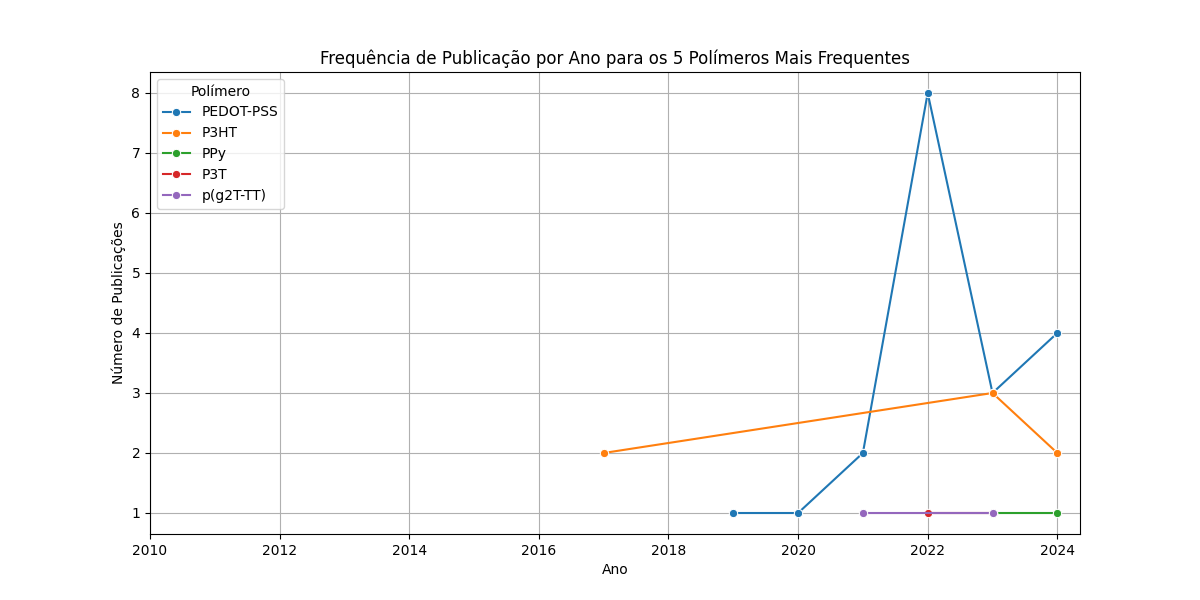 Frequência de Publicação por Ano para os 5 Polímeros Mais Frequentes
Polímero
PEDOT-PSS
P3HT
PPy
P3T
p(g2T-TT)
Número de Publicações
8
7
6
5
4
3
2
1
2010 2012 2014 2016 2018 2020 2022 2024
Ano